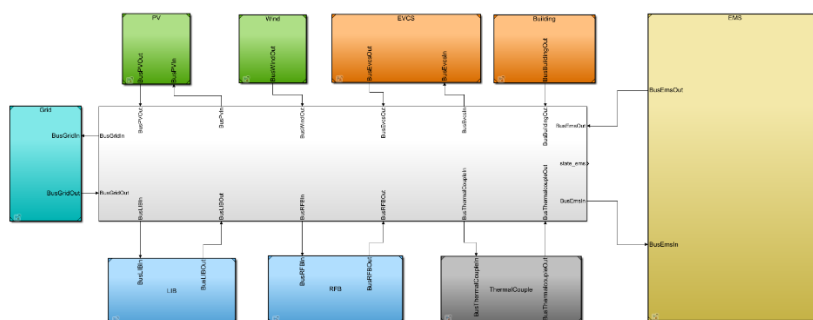 PV
Wind
EVCS
Building
EMS
BusPVOut
BusPVIn
BusWindOut
BusEvcsOut
BusEvcsIn
BusBuildingOut
BusEmsOut
Grid
BusGridIn
BusGridOut
BusPVOut
BusPvIn
BusWindOut
BusEvcsOut
BusEvcsIn
BusBuildingOut
BusEmsOut
BusGridIn
state_ems
BusGridOut
BusEmsIn
BusLIBIn
BusLIBOut
BusRFBIn
BusRFBOut
BusThermalCoupleIn
BusThermalcoupleOut
BusEmsIn
BusLIBIn
BusLIBOut
LIB
BusRFBIn
BusRFBOut
RFB
BusThermalCoupleIn
BusThermalcoupleOut
ThermalCouple